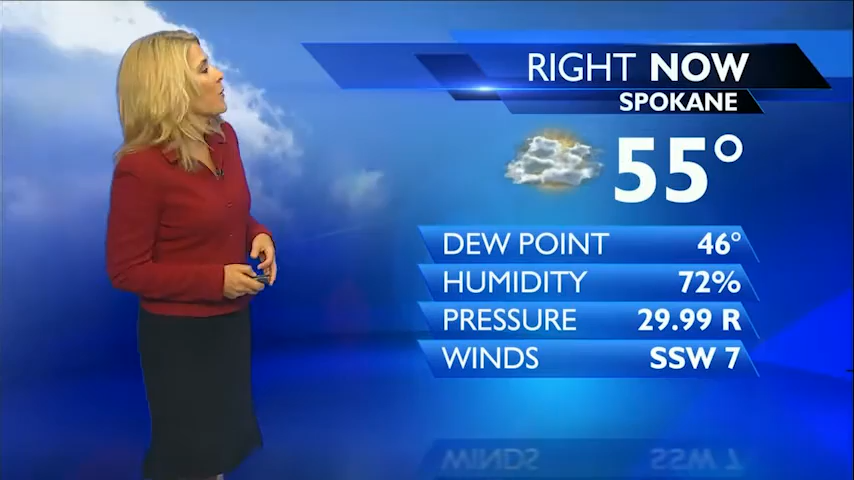 RIGHT NOW
SPOKANE
55°
DEW POINT 46°
HUMIDITY 72%
PRESSURE 29.99 R
WINDS SSW 7